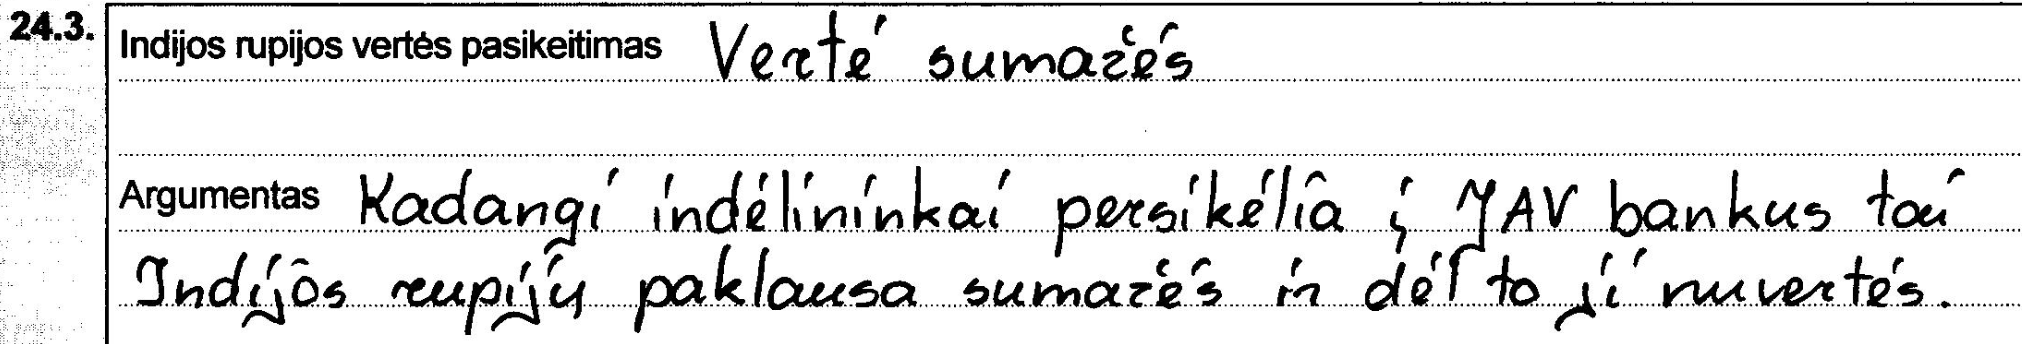 24.3.
Indijos rupijos vertės pasikeitimas Vertė sumažės
Argumentas Kadangi indėlininkai persikėlia į JAV bankus tai
Indijos rupijų paklausa sumažės ir dėl to ji nuvertės.